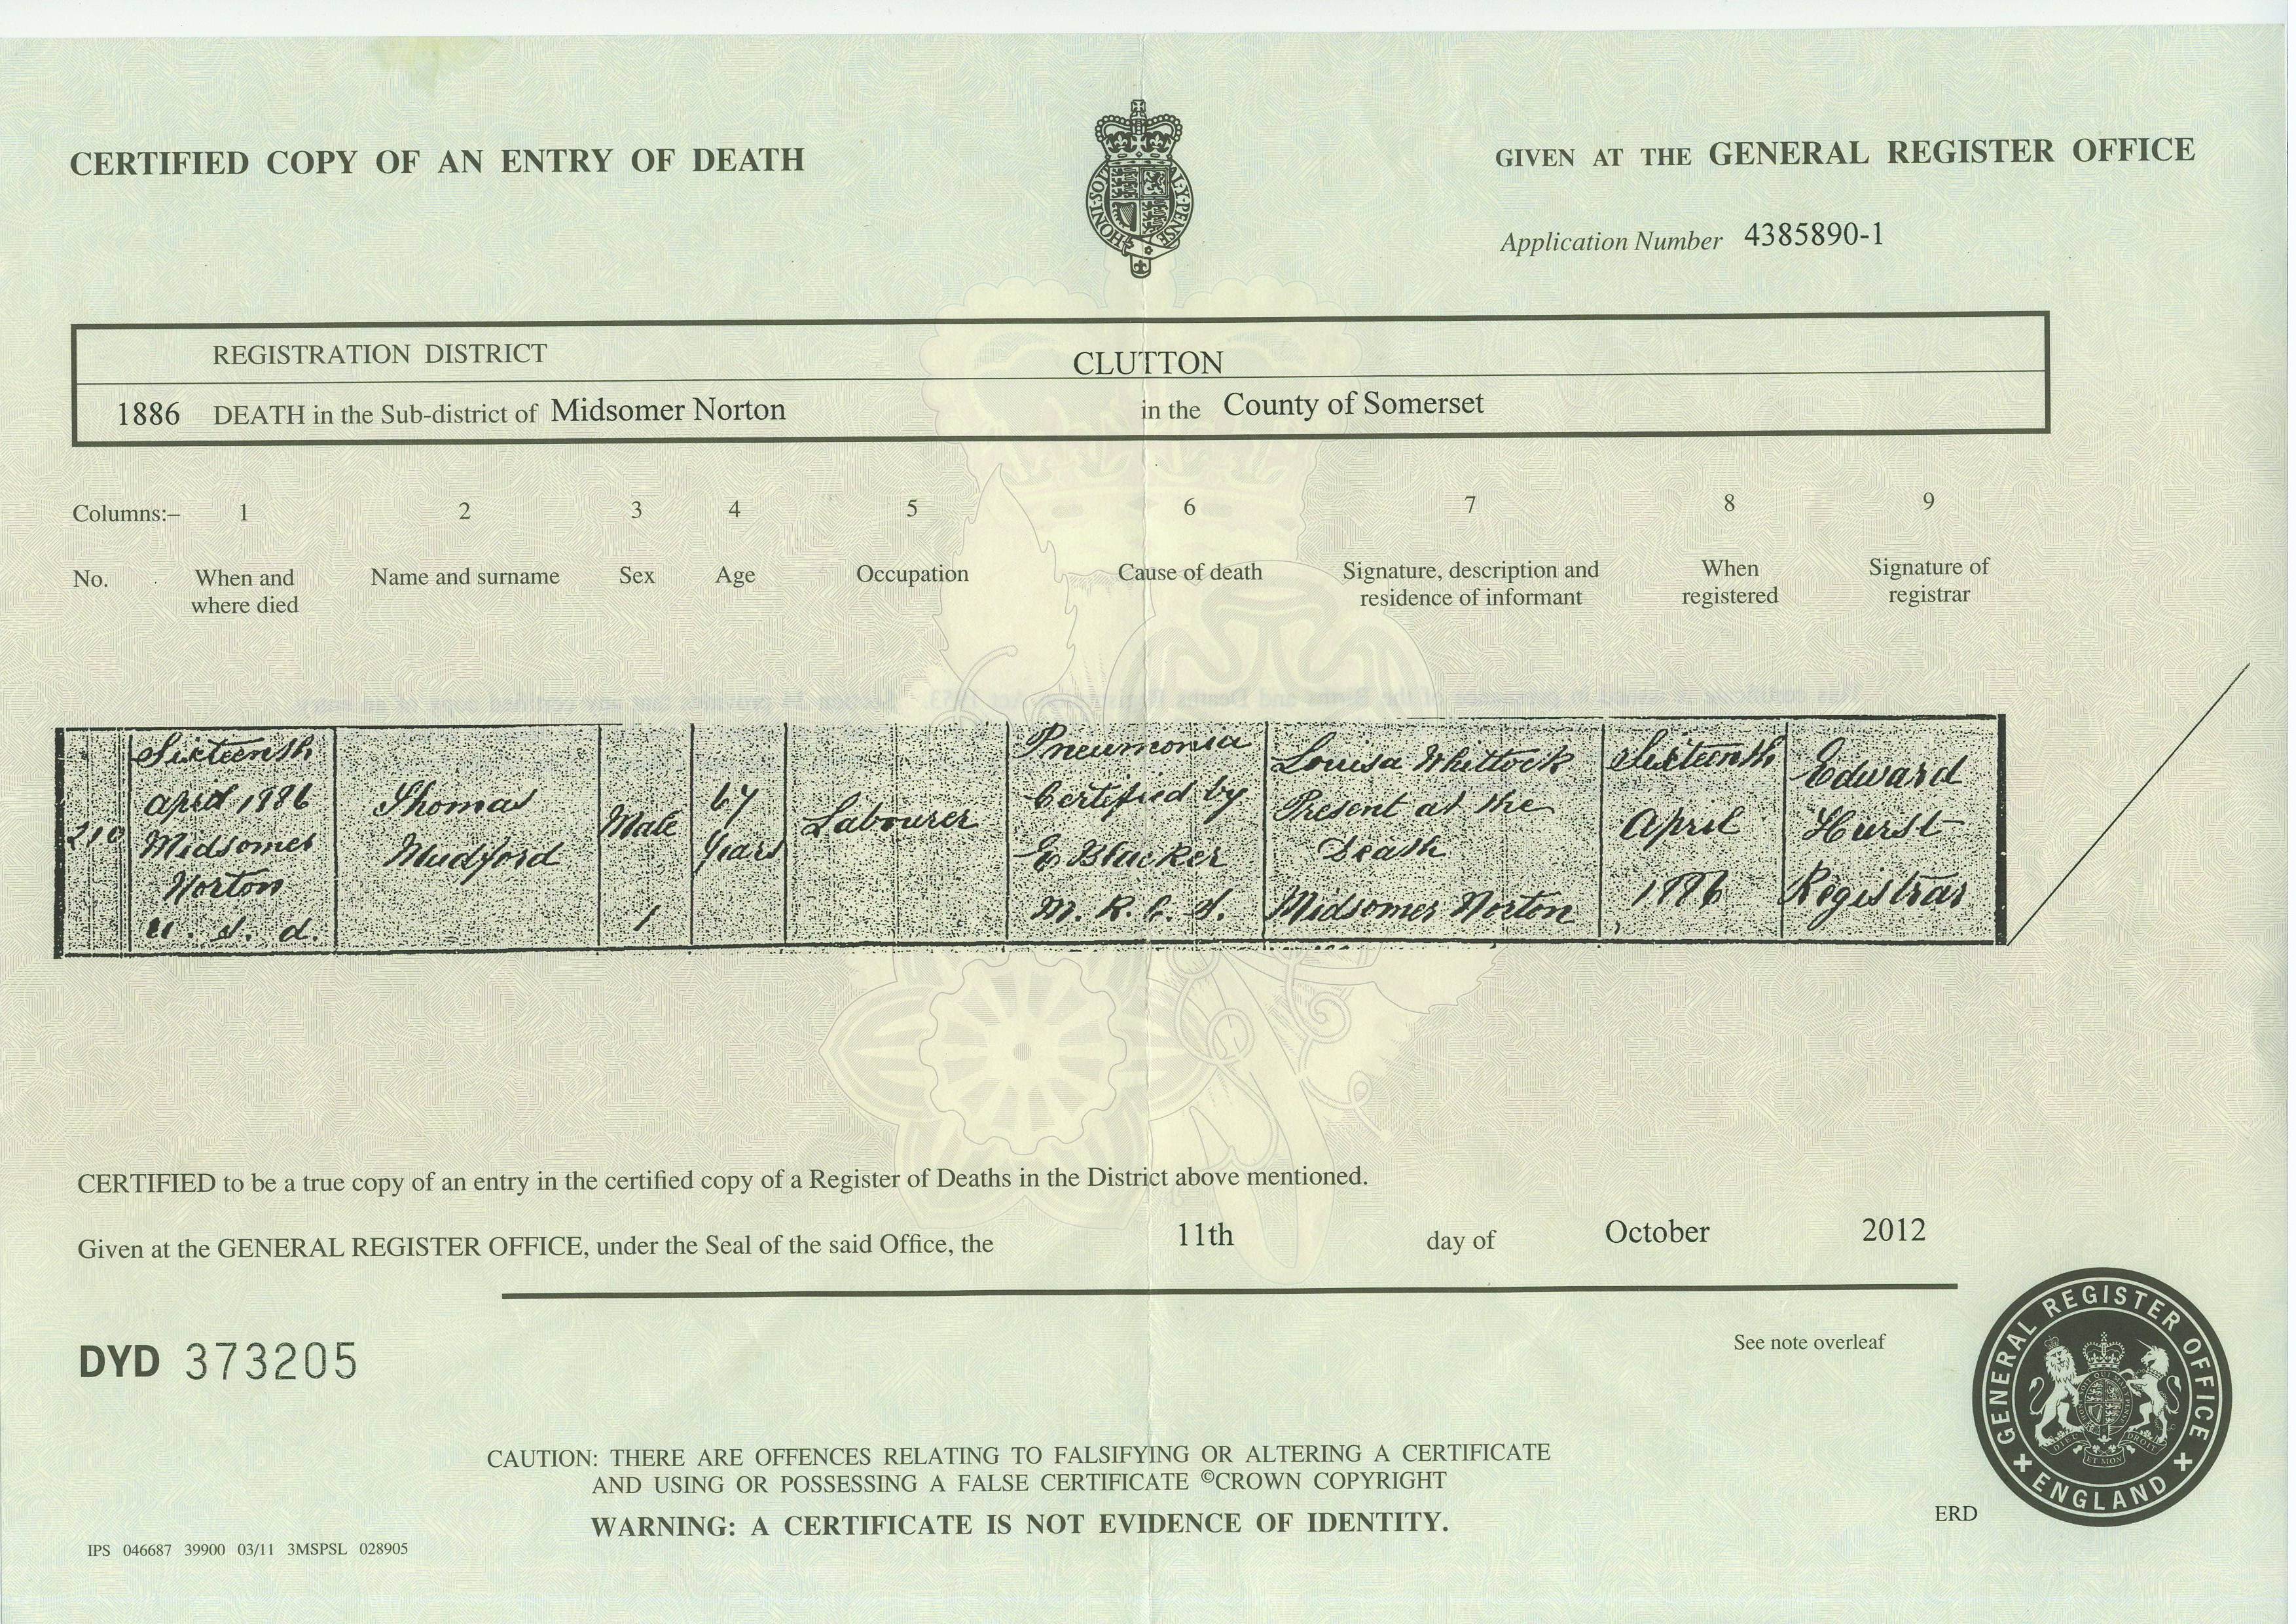 CERTIFIED COPY OF AN ENTRY OF DEATH
GIVEN AT THE GENERAL REGISTER OFFICE
HONI·SOIT
L·Y·PENSE
Application Number 4385890-1
REGISTRATION DISTRICT CLUTTON
1886 DEATH in the Sub-district of Midsomer Norton in the County of Somerset
Columns:– 1 2 3 4 5 6 7 8 9
No. When and Name and surname Sex Age Occupation Cause of death Signature, description and When Signature of
where died residence of informant registered registrar
210
Sixteenth
April 1886
Midsomer
Norton
U. S. d.
Thomas
Mudford
Male
67
Years
Labourer
Pneumonia
Certified by
E Blacker
M. R. C. S.
Louisa Whittock
Present at the
Death
Midsomer Norton
Sixteenth
April
1886
Edward
Hurst
Registrar
CERTIFIED to be a true copy of an entry in the certified copy of a Register of Deaths in the District above mentioned.
Given at the GENERAL REGISTER OFFICE, under the Seal of the said Office, the 11th day of October 2012
DYD 373205
See note overleaf
GENERAL REGISTER OFFICE
ENGLAND
CAUTION: THERE ARE OFFENCES RELATING TO FALSIFYING OR ALTERING A CERTIFICATE
AND USING OR POSSESSING A FALSE CERTIFICATE ©CROWN COPYRIGHT
WARNING: A CERTIFICATE IS NOT EVIDENCE OF IDENTITY.
ERD
IPS 046687 39900 03/11 3MSPSL 028905